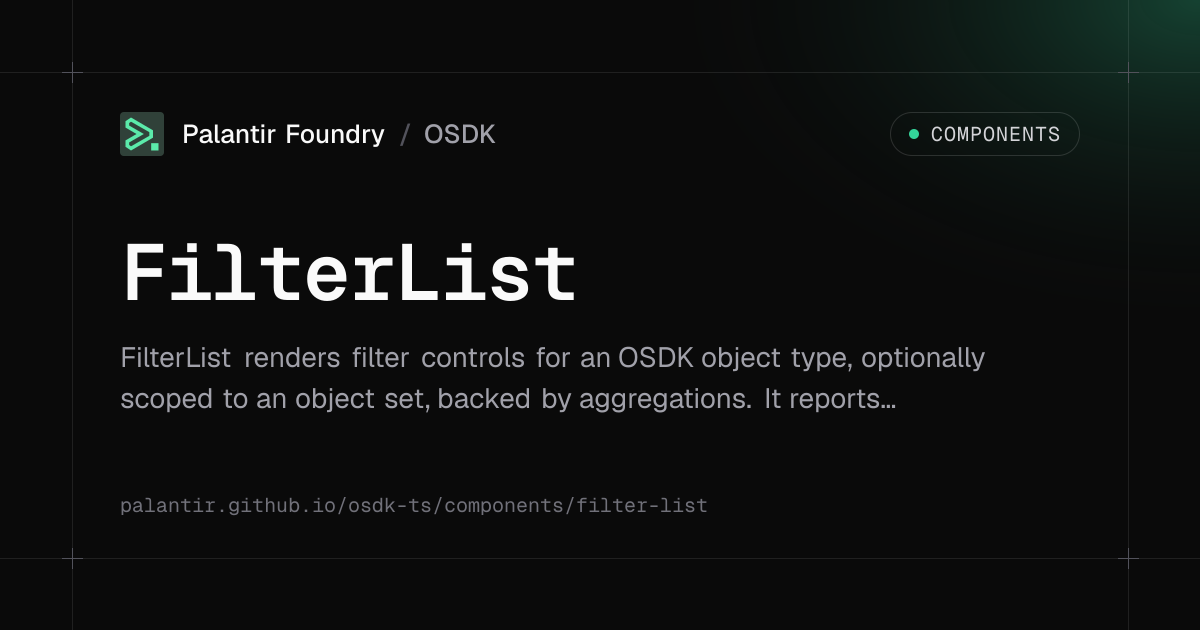 Palantir Foundry / OSDK
COMPONENTS
FilterList
FilterList renders filter controls for an OSDK object type, optionally
scoped to an object set, backed by aggregations. It reports…
palantir.github.io/osdk-ts/components/filter-list